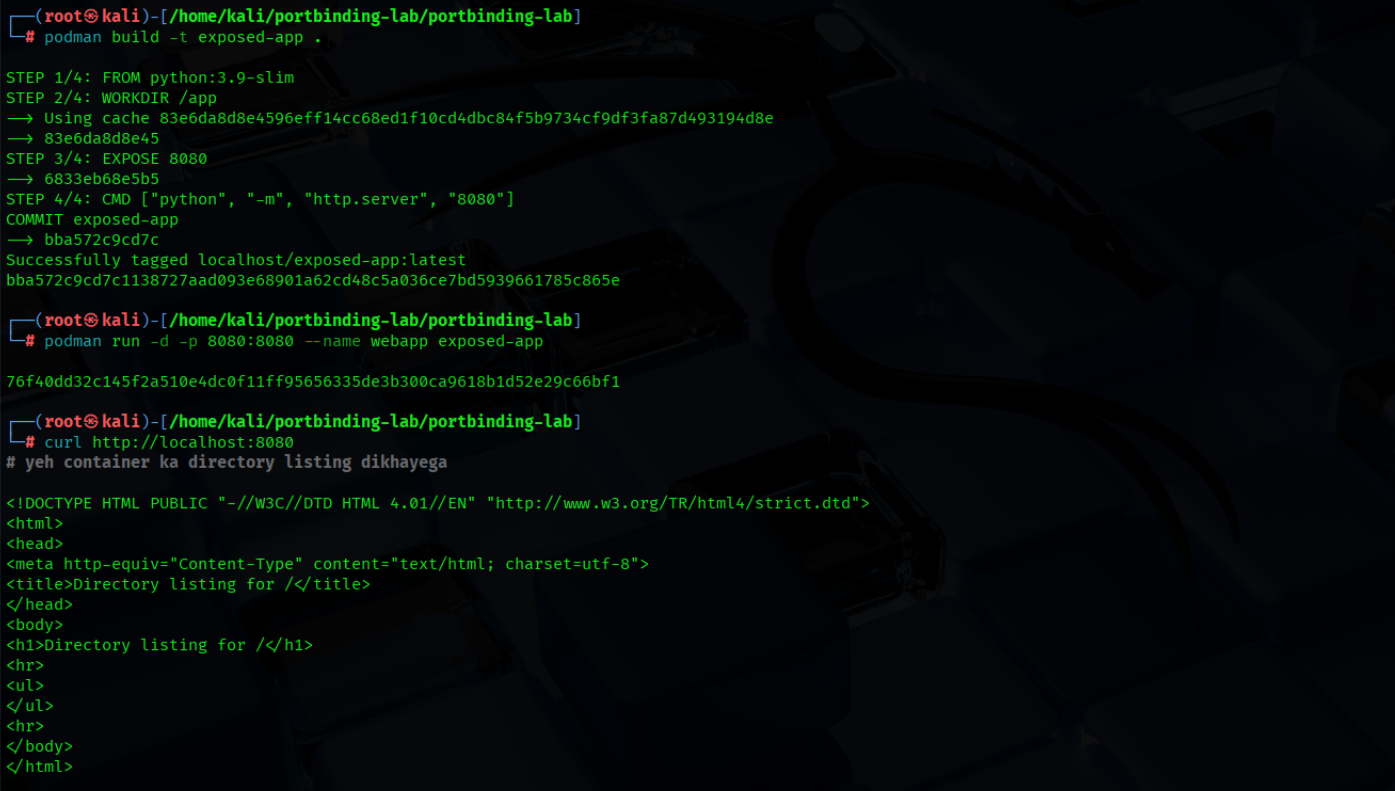 ┌──(root㉿kali)-[/home/kali/portbinding-lab/portbinding-lab]
└─# podman build -t exposed-app .
STEP 1/4: FROM python:3.9-slim
STEP 2/4: WORKDIR /app
--> Using cache 83e6da8d8e4596eff14cc68ed1f10cd4dbc84f5b9734cf9df3fa87d493194d8e
--> 83e6da8d8e45
STEP 3/4: EXPOSE 8080
--> 6833eb68e5b5
STEP 4/4: CMD ["python", "-m", "http.server", "8080"]
COMMIT exposed-app
--> bba572c9cd7c
Successfully tagged localhost/exposed-app:latest
bba572c9cd7c1138727aad093e68901a62cd48c5a036ce7bd5939661785c865e
┌──(root㉿kali)-[/home/kali/portbinding-lab/portbinding-lab]
└─# podman run -d -p 8080:8080 --name webapp exposed-app
76f40dd32c145f2a510e4dc0f11ff95656335de3b300ca9618b1d52e29c66bf1
┌──(root㉿kali)-[/home/kali/portbinding-lab/portbinding-lab]
└─# curl http://localhost:8080
# yeh container ka directory listing dikhayega
<!DOCTYPE HTML PUBLIC "-//W3C//DTD HTML 4.01//EN" "http://www.w3.org/TR/html4/strict.dtd">
<html>
<head>
<meta http-equiv="Content-Type" content="text/html; charset=utf-8">
<title>Directory listing for /</title>
</head>
<body>
<h1>Directory listing for /</h1>
<hr>
<ul>
</ul>
<hr>
</body>
</html>